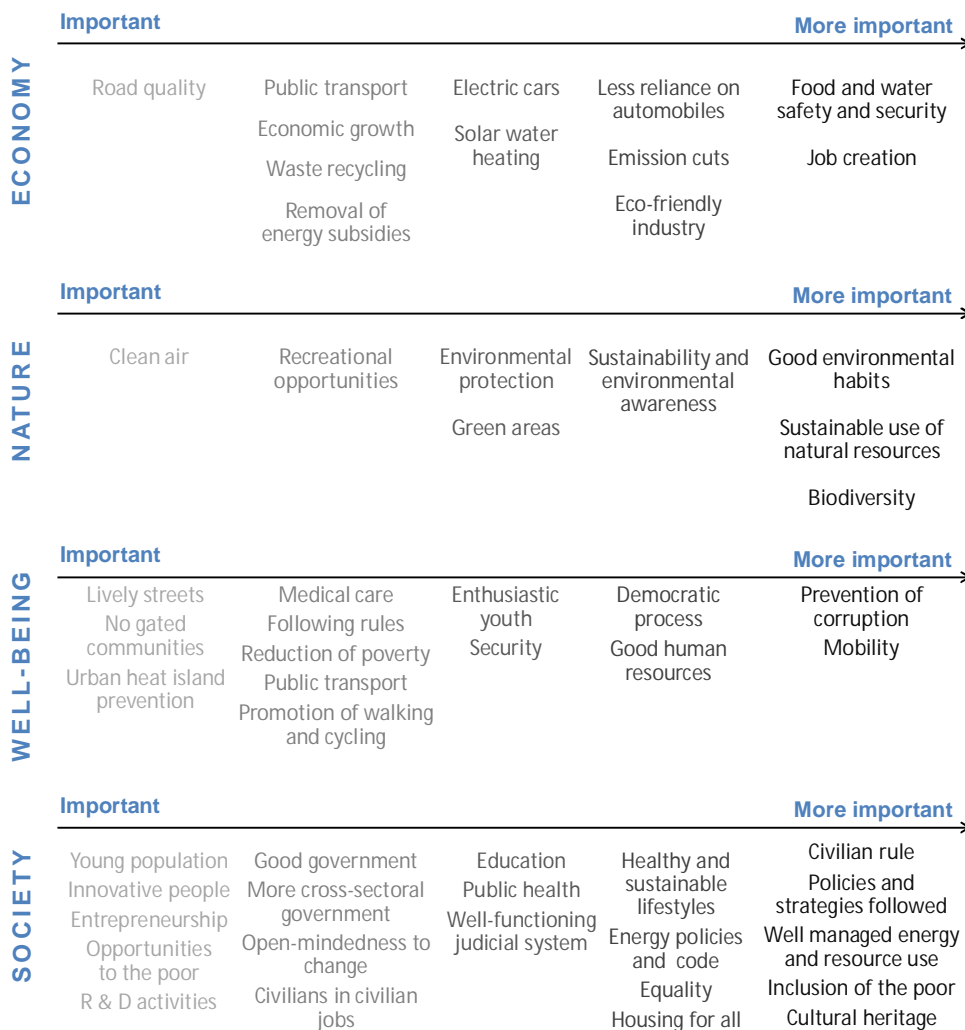 Important
More important
ECONOMY
Road quality
Public transport
Economic growth
Waste recycling
Removal of
energy subsidies
Electric cars
Solar water
heating
Less reliance on
automobiles
Emission cuts
Eco-friendly
industry
Food and water
safety and security
Job creation
Important
More important
NATURE
Clean air
Recreational
opportunities
Environmental
protection
Green areas
Sustainability and
environmental
awareness
Good environmental
habits
Sustainable use of
natural resources
Biodiversity
Important
More important
WELL-BEING
Lively streets
No gated
communities
Urban heat island
prevention
Medical care
Following rules
Reduction of poverty
Public transport
Promotion of walking
and cycling
Enthusiastic
youth
Security
Democratic
process
Good human
resources
Prevention of
corruption
Mobility
Important
More important
SOCIETY
Young population
Innovative people
Entrepreneurship
Opportunities
to the poor
R & D activities
Good government
More cross-sectoral
government
Open-mindedness to
change
Civilians in civilian
jobs
Education
Public health
Well-functioning
judicial system
Healthy and
sustainable
lifestyles
Energy policies
and code
Equality
Housing for all
Civilian rule
Policies and
strategies followed
Well managed energy
and resource use
Inclusion of the poor
Cultural heritage